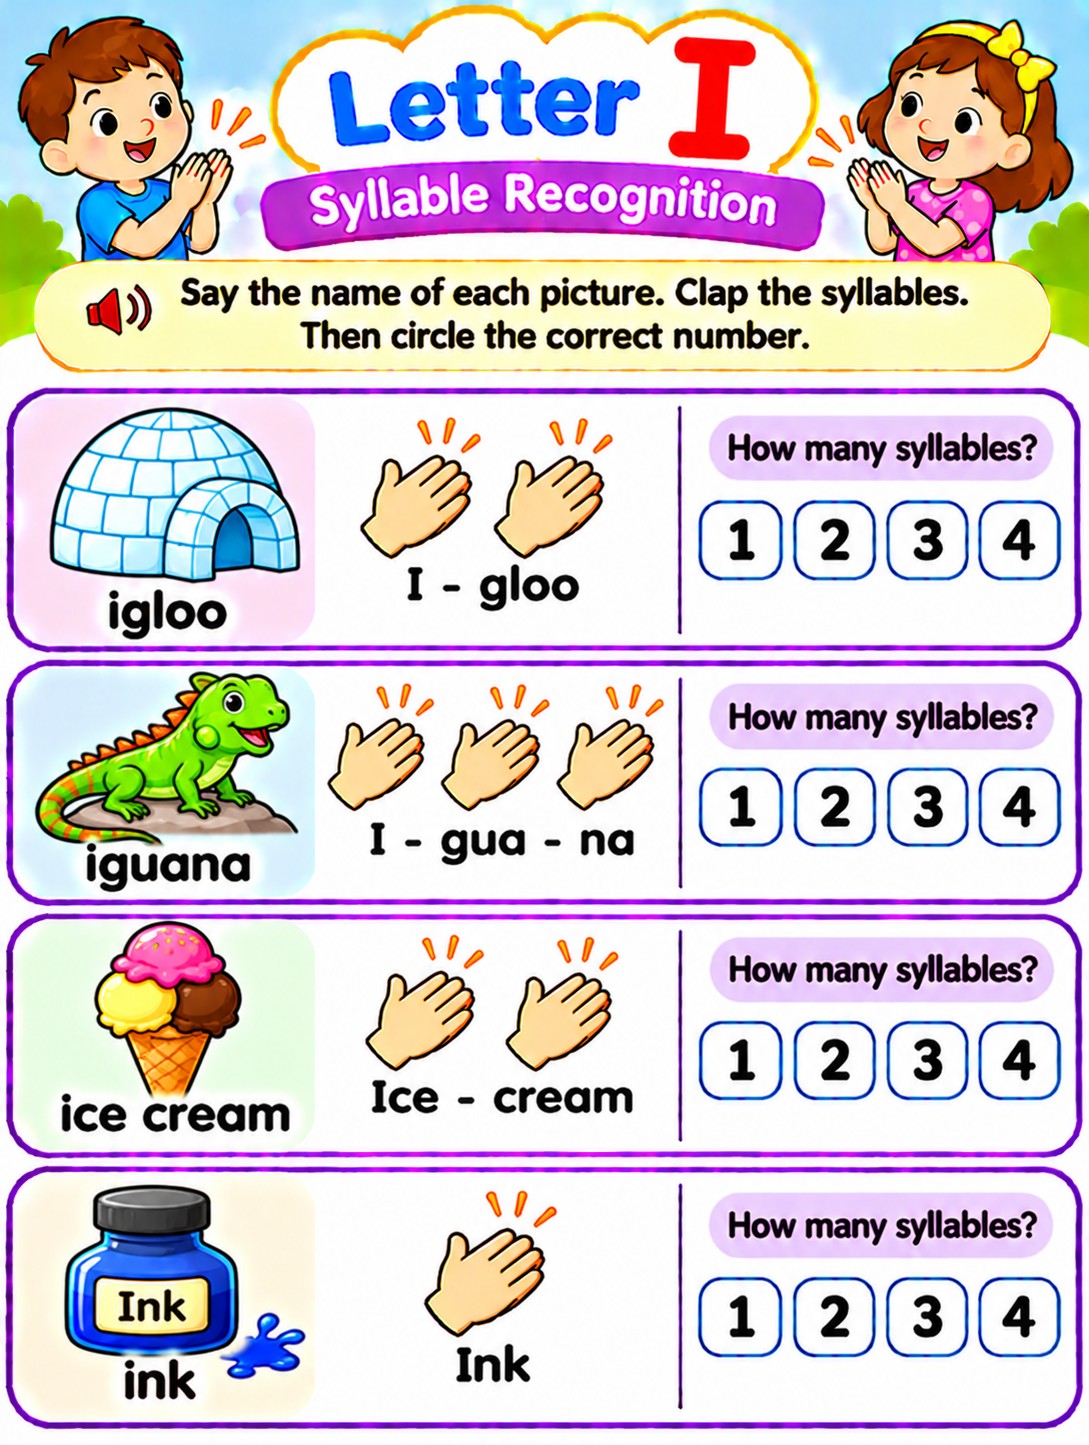 Letter I
Syllable Recognition
Say the name of each picture. Clap the syllables.
Then circle the correct number.
igloo
I - gloo
How many syllables?
1 2 3 4
iguana
I - gua - na
How many syllables?
1 2 3 4
ice cream
Ice - cream
How many syllables?
1 2 3 4
Ink
ink
Ink
How many syllables?
1 2 3 4